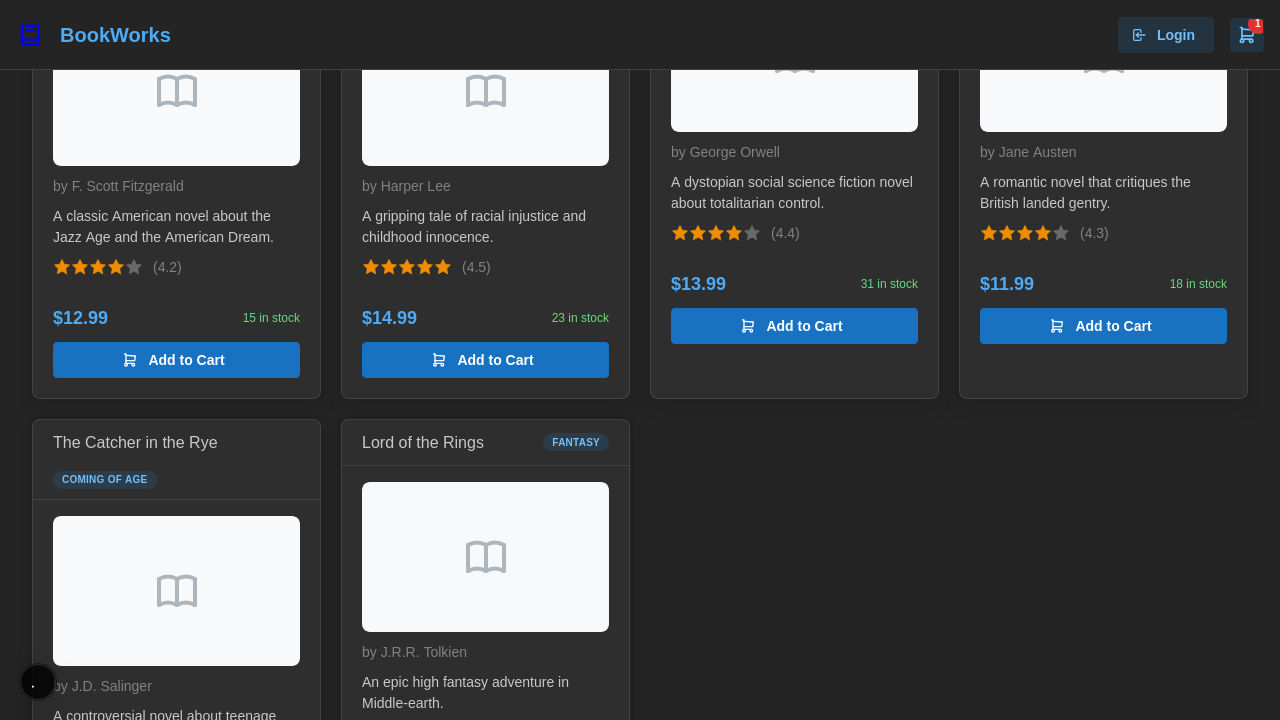 BookWorks
Login
1
by F. Scott Fitzgerald
A classic American novel about the
Jazz Age and the American Dream.
(4.2)
$12.99
15 in stock
Add to Cart
by Harper Lee
A gripping tale of racial injustice and
childhood innocence.
(4.5)
$14.99
23 in stock
Add to Cart
by George Orwell
A dystopian social science fiction novel
about totalitarian control.
(4.4)
$13.99
31 in stock
Add to Cart
by Jane Austen
A romantic novel that critiques the
British landed gentry.
(4.3)
$11.99
18 in stock
Add to Cart
The Catcher in the Rye
COMING OF AGE
by J.D. Salinger
A controversial novel about teenage
Lord of the Rings
FANTASY
by J.R.R. Tolkien
An epic high fantasy adventure in
Middle-earth.